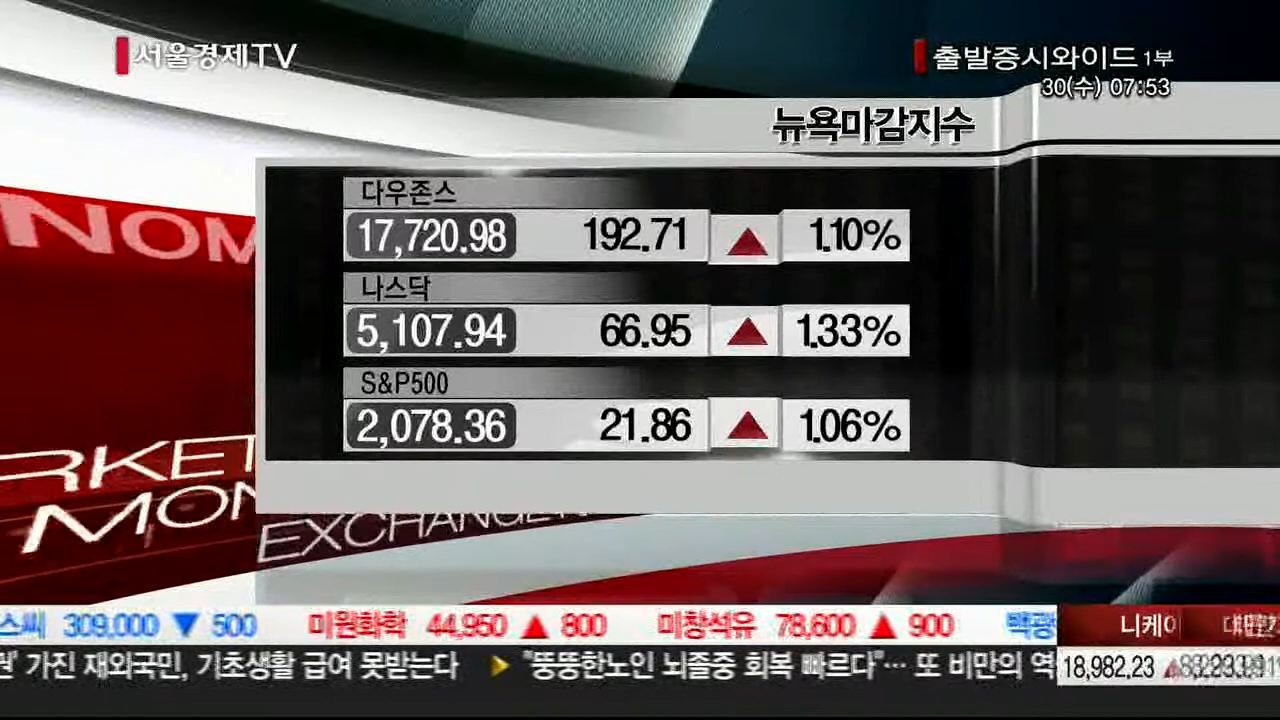 서울경제TV
출발증시와이드 1부
30(수) 07:53
뉴욕마감지수
다우존스
17,720.98 192.71 ▲ 1.10%
나스닥
5,107.94 66.95 ▲ 1.33%
S&P500
2,078.36 21.86 ▲ 1.06%
NOM
RKET
MON
EXCHANGE
309,000 ▼ 500 미원화학 44,950 ▲ 800 미창석유 78,600 ▲ 900 백광
니케이
가진 재외국민, 기초생활 급여 못받는다 ▶ "뚱뚱한노인 뇌졸중 회복 빠르다"… 또 비만의 역
18,982.23 ▲